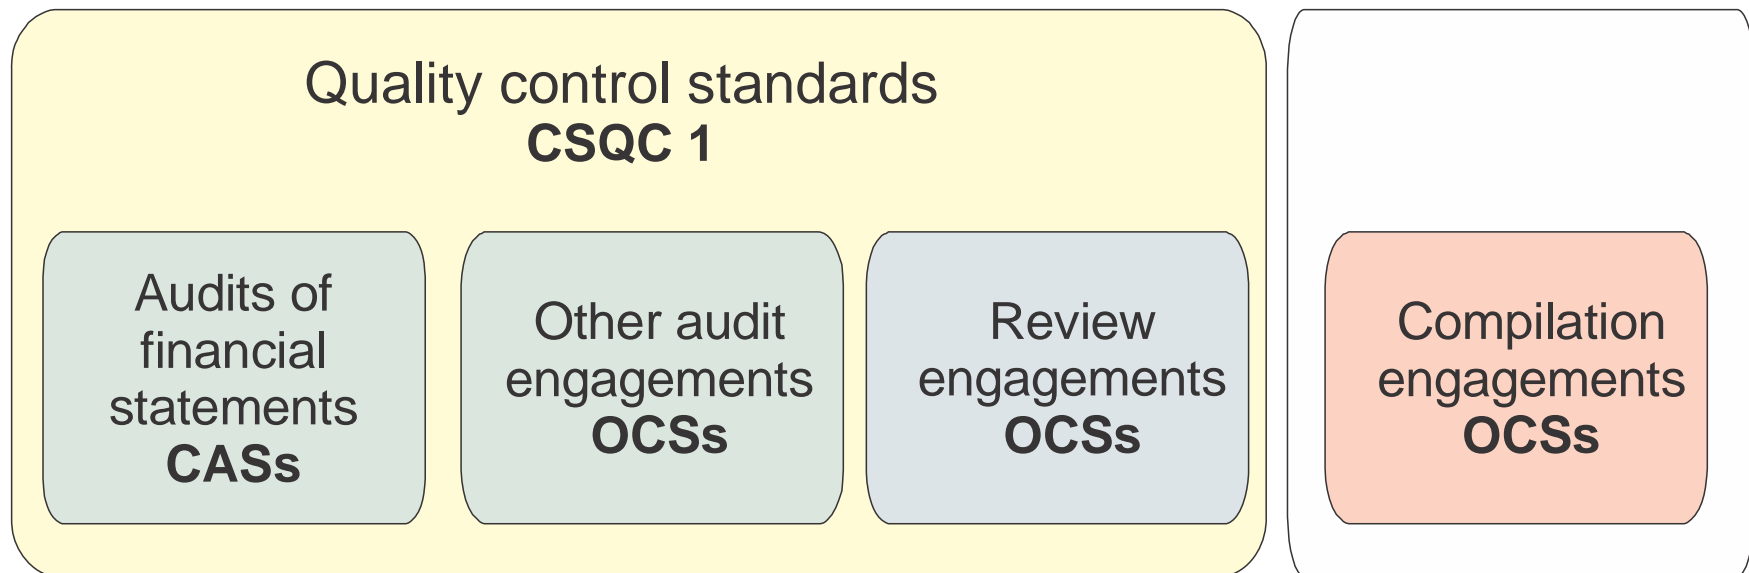 Quality control standards
CSQC 1
Audits of
financial
statements
CASs
Other audit
engagements
OCSs
Review
engagements
OCSs
Compilation
engagements
OCSs